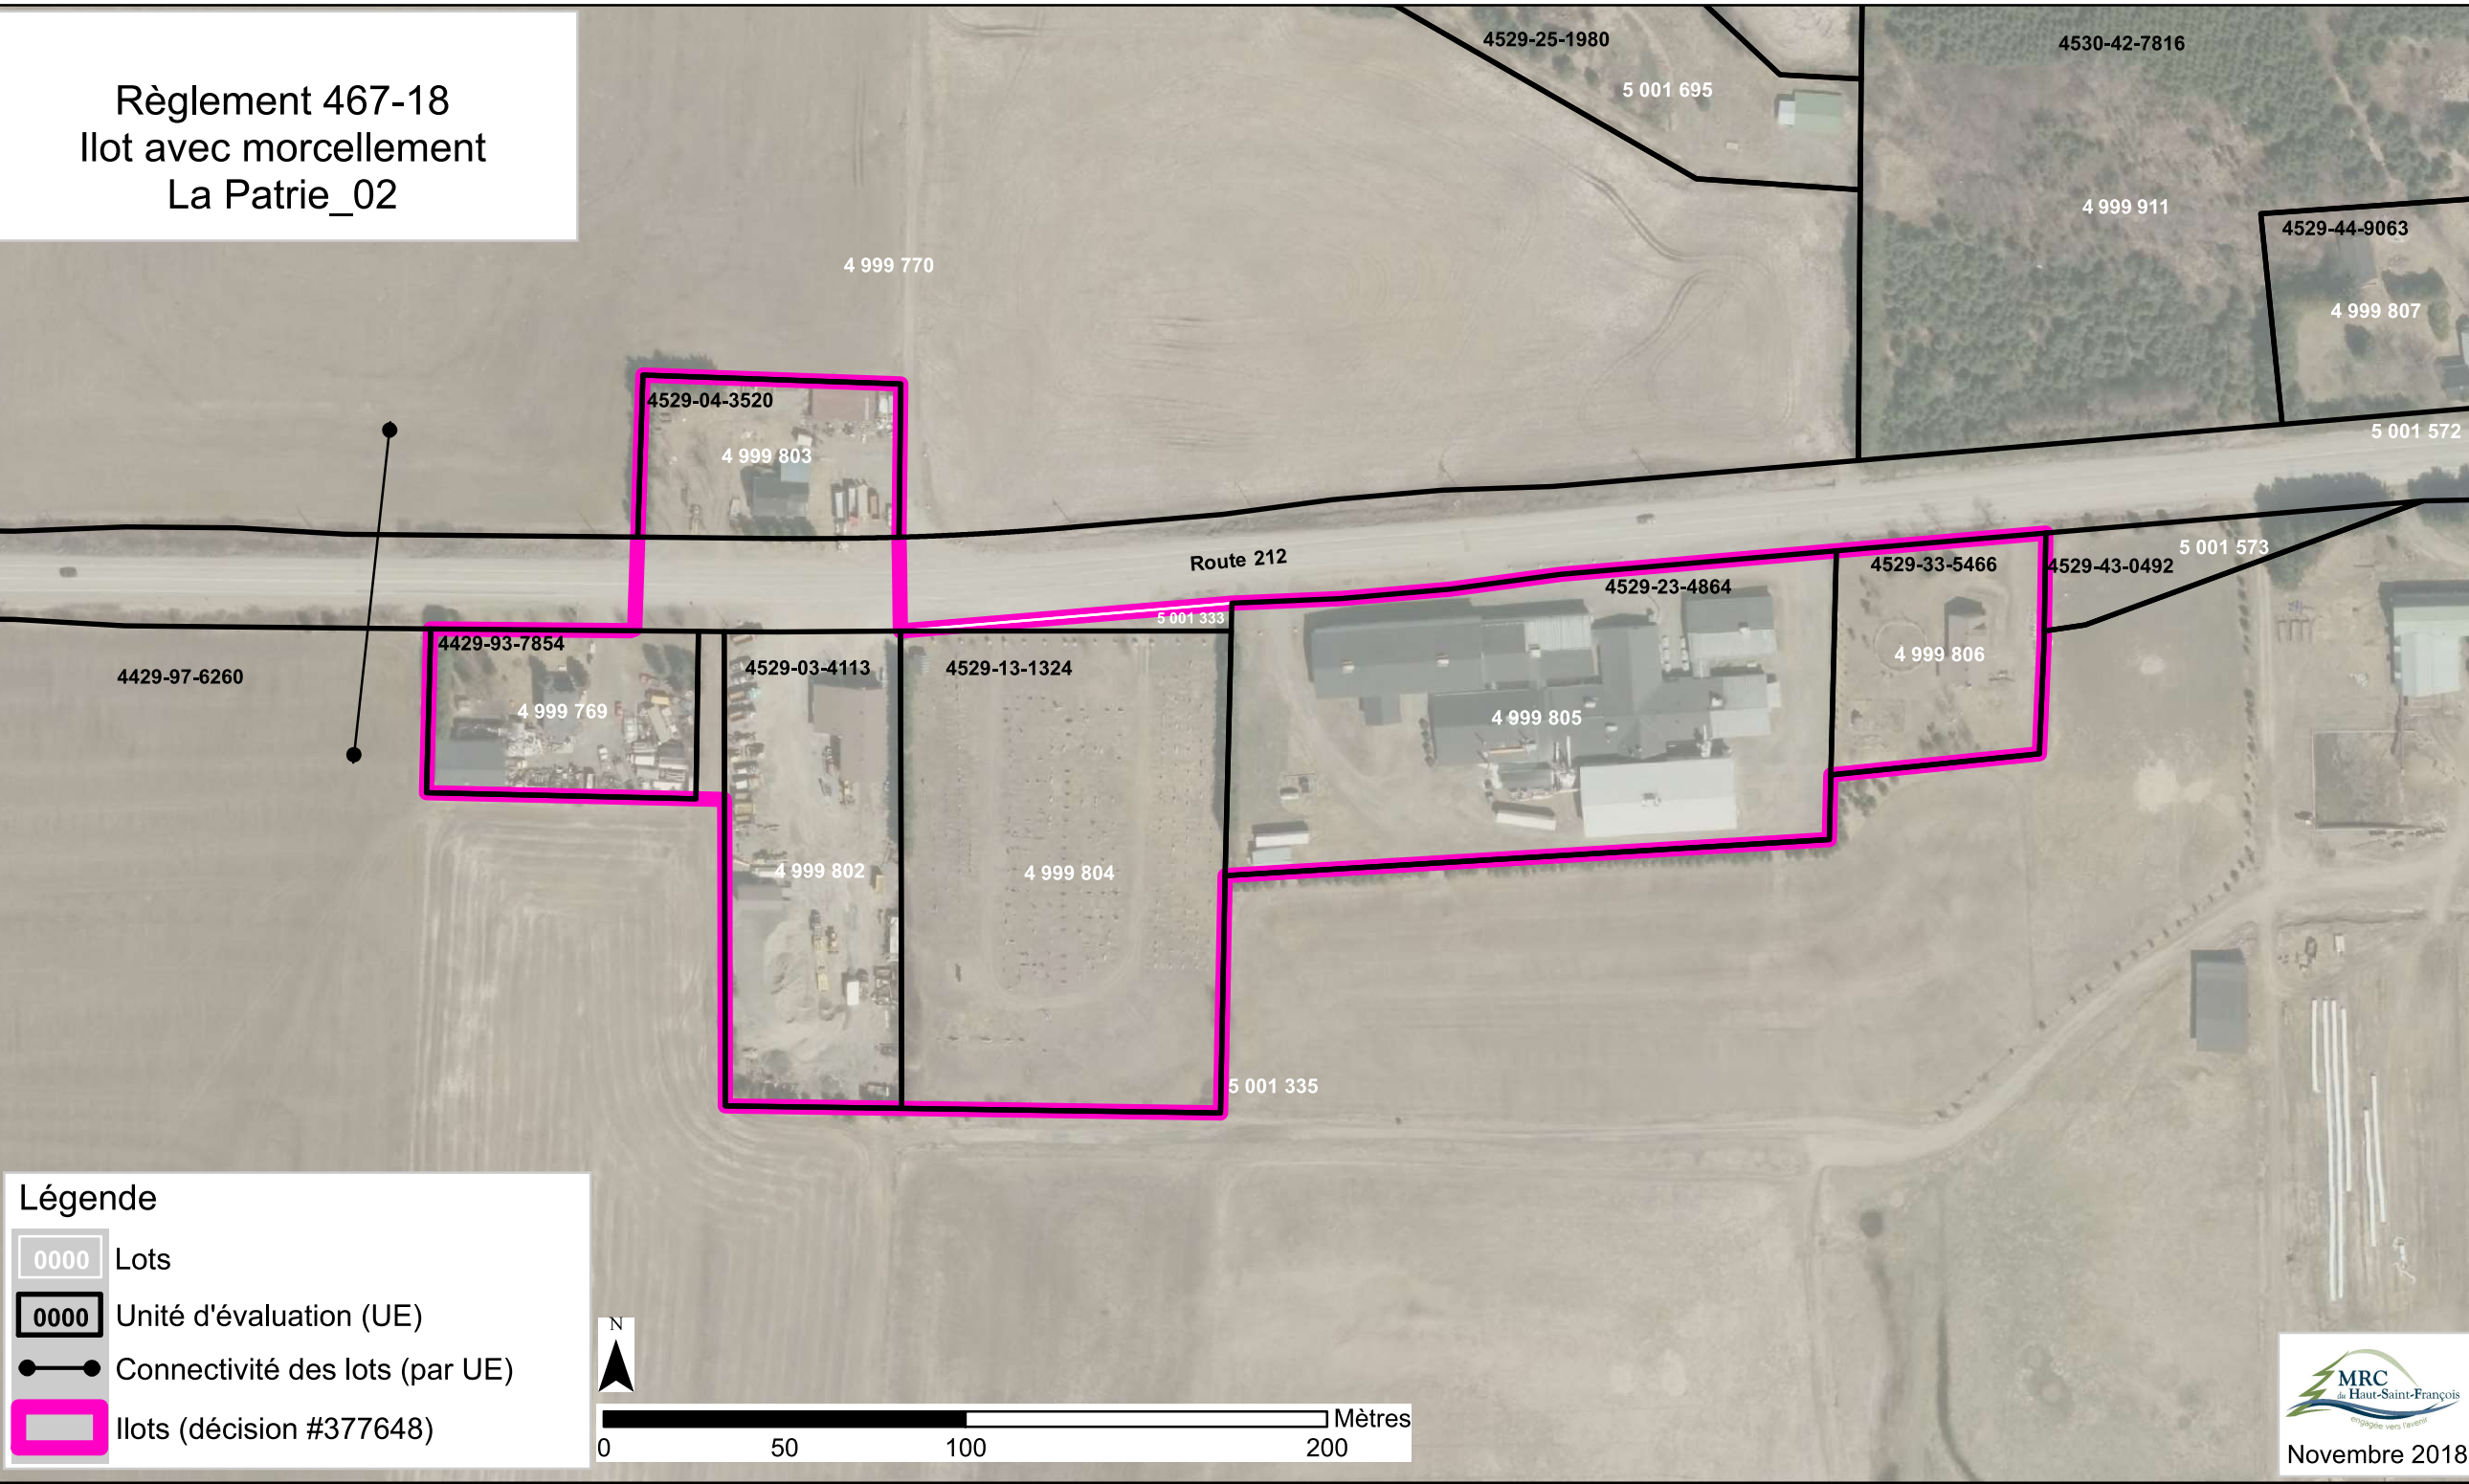 Règlement 467-18
Ilot avec morcellement
La Patrie_02
4529-25-1980
5 001 695
4530-42-7816
4 999 911
4529-44-9063
4 999 807
4 999 770
5 001 572
4529-04-3520
4 999 803
Route 212
5 001 573
4529-33-5466
4529-43-0492
4529-23-4864
5 001 333
4429-93-7854
4529-03-4113
4529-13-1324
4 999 806
4429-97-6260
4 999 769
4 999 805
4 999 802
4 999 804
5 001 335
Légende
0000 Lots
0000 Unité d'évaluation (UE)
Connectivité des lots (par UE)
Ilots (décision #377648)
N
Mètres
0 50 100 200
MRC
du Haut-Saint-François
engagée vers l'avenir
Novembre 2018